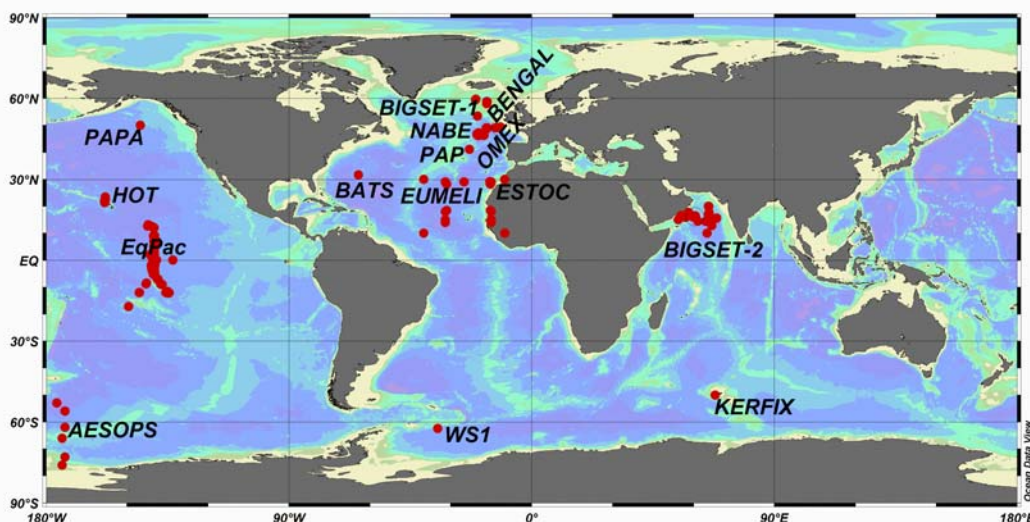 90°N
60°N
30°N
EQ
30°S
60°S
90°S
BENGAL
BIGSET-1
PAPA
NABE
OMEX
PAP
BATS
EUMELI
ESTOC
HOT
EqPac
BIGSET-2
KERFIX
AESOPS
WS1
Ocean Data View
180°W
90°W
0°
90°E
180°E